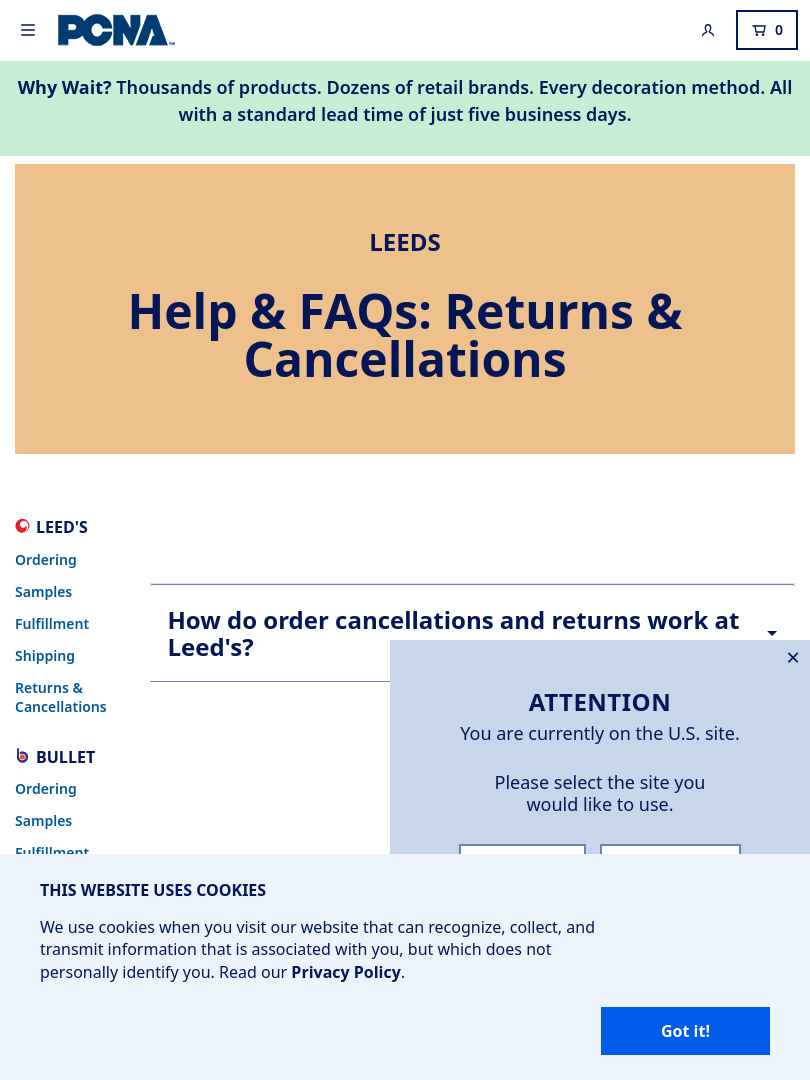 PCNA
0
Why Wait? Thousands of products. Dozens of retail brands. Every decoration method. All
with a standard lead time of just five business days.
LEEDS
Help & FAQs: Returns &
Cancellations
LEED'S
Ordering
Samples
Fulfillment
Shipping
Returns &
Cancellations
BULLET
Ordering
Samples
Fulfillment
How do order cancellations and returns work at
Leed's?
ATTENTION
You are currently on the U.S. site.
Please select the site you
would like to use.
THIS WEBSITE USES COOKIES
We use cookies when you visit our website that can recognize, collect, and
transmit information that is associated with you, but which does not
personally identify you. Read our Privacy Policy.
Got it!